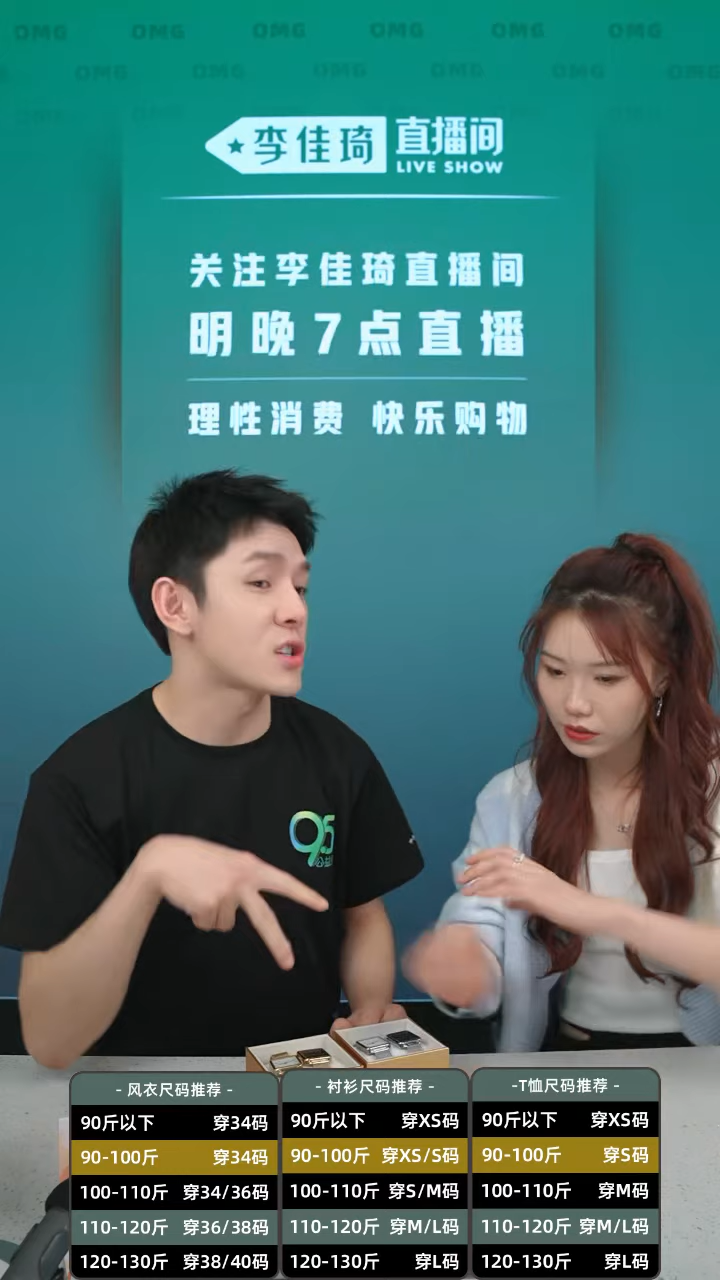 OMG OMG OMG OMG OMG OMG
OMG OMG OMG OMG OMG OMG
李佳琦 直播间
LIVE SHOW
关注李佳琦直播间
明晚7点直播
理性消费 快乐购物
95
- 风衣尺码推荐 -
90斤以下 穿34码
90-100斤 穿34码
100-110斤 穿34/36码
110-120斤 穿36/38码
120-130斤 穿38/40码
- 衬衫尺码推荐 -
90斤以下 穿XS码
90-100斤 穿XS/S码
100-110斤 穿S/M码
110-120斤 穿M/L码
120-130斤 穿L码
-T恤尺码推荐 -
90斤以下 穿XS码
90-100斤 穿S码
100-110斤 穿M码
110-120斤 穿M/L码
120-130斤 穿L码